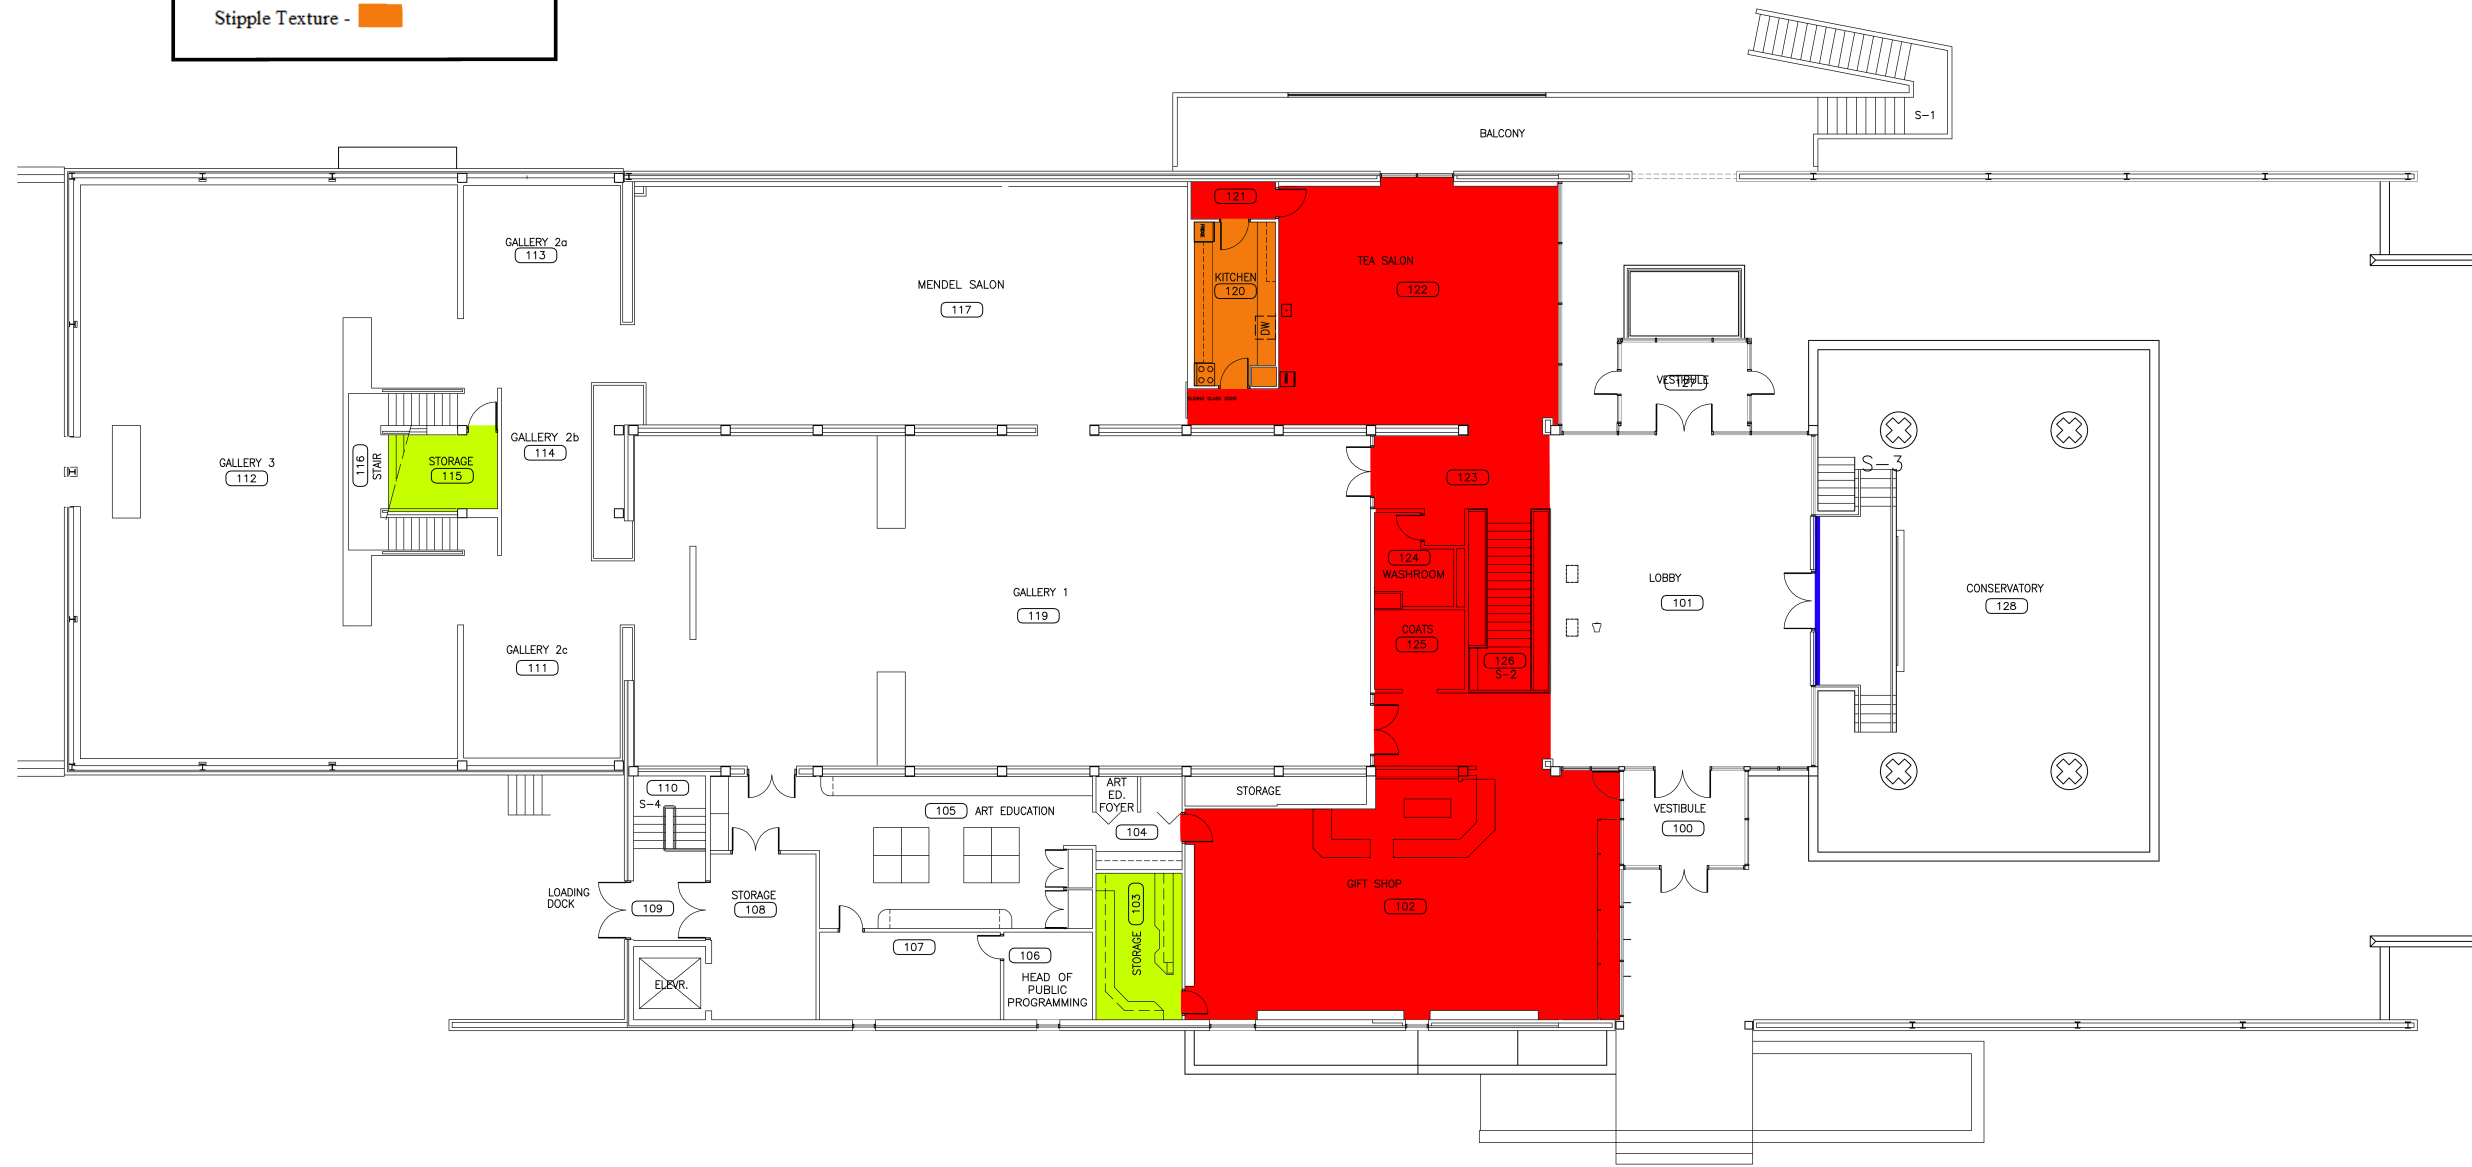 Stipple Texture -
S-1
BALCONY
121
GALLERY 2a
113
MENDEL SALON
117
KITCHEN
120
DW
TEA SALON
122
VESTIBULE
127
GALLERY 3
112
116
STAIR
STORAGE
115
GALLERY 2b
114
SLIDING GLASS DOOR
123
S-3
124
WASHROOM
GALLERY 1
119
COATS
125
126
S-2
LOBBY
101
CONSERVATORY
128
GALLERY 2c
111
110
S-4
105 ART EDUCATION
ART
ED.
FOYER
104
STORAGE
VESTIBULE
100
LOADING
DOCK
109
STORAGE
108
107
106
HEAD OF
PUBLIC
PROGRAMMING
STORAGE 103
GIFT SHOP
102
ELEVR.